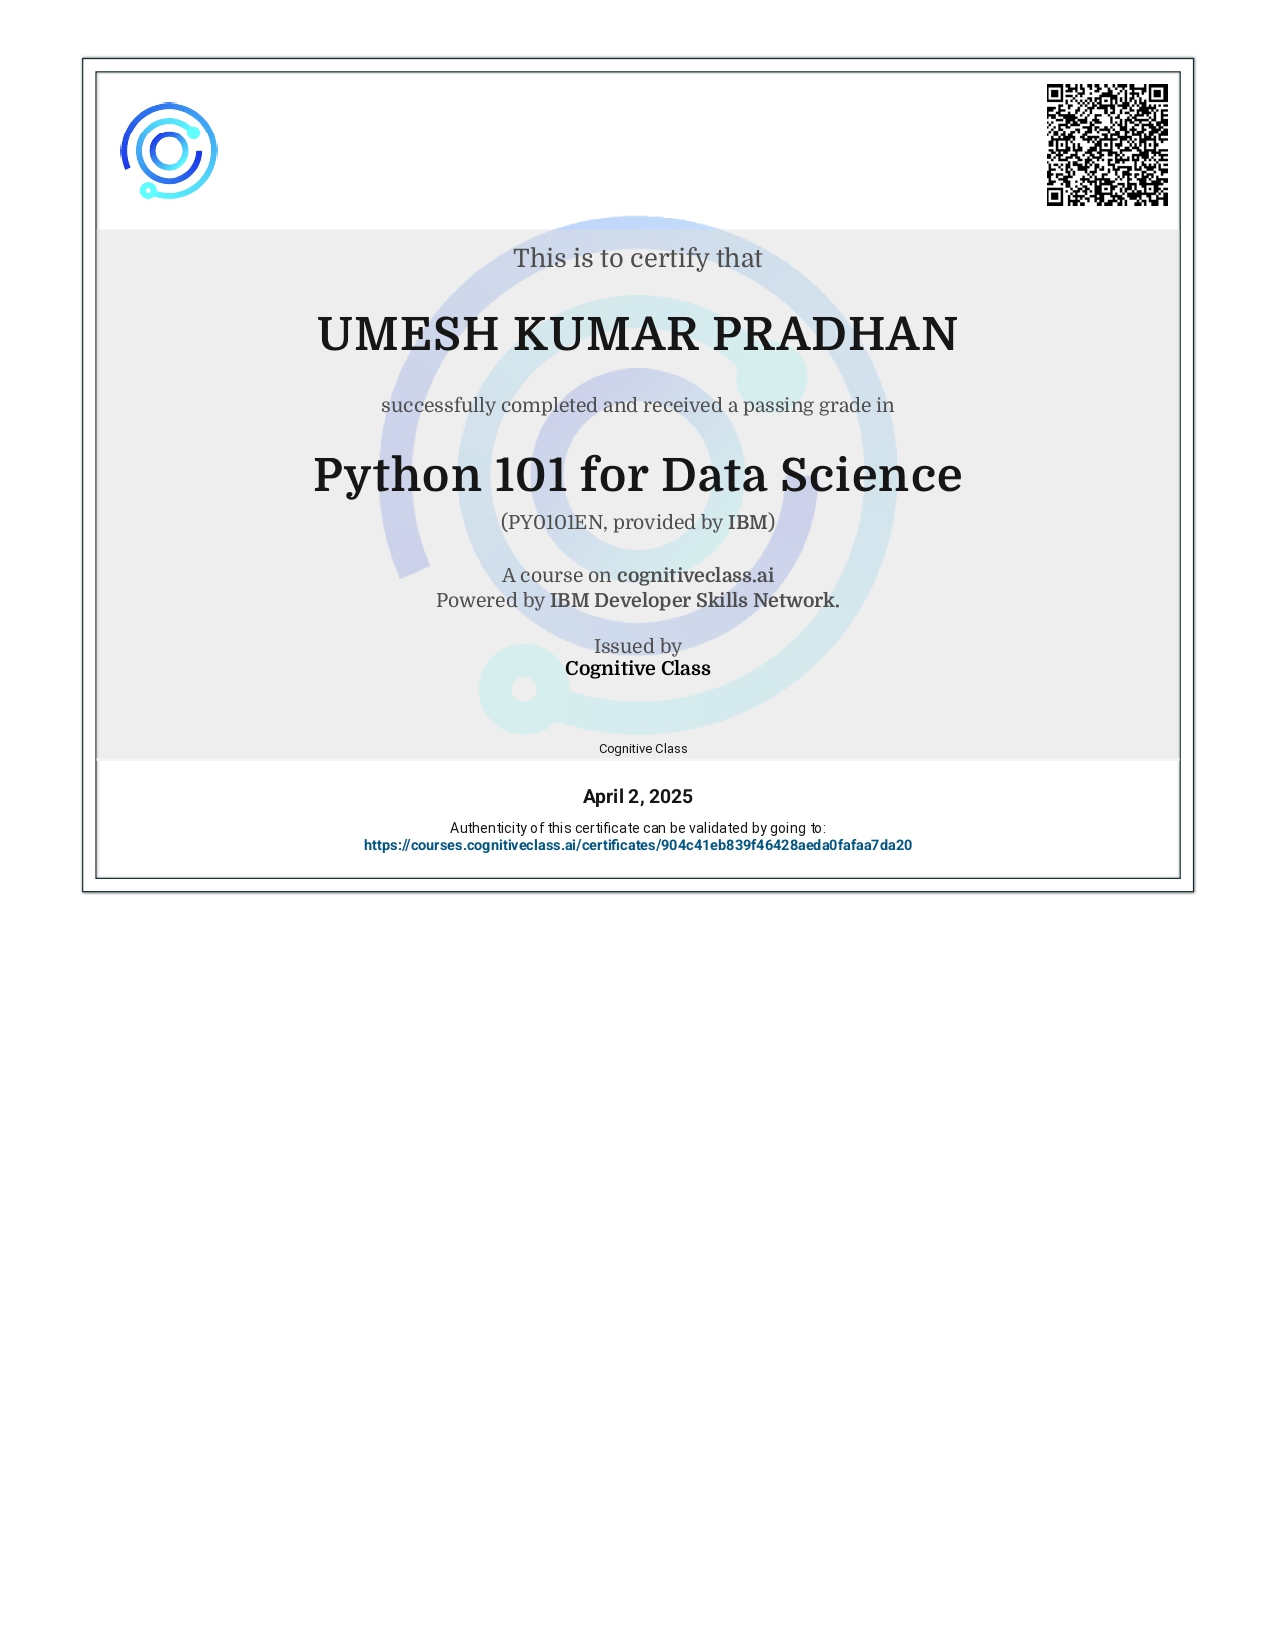 This is to certify that
UMESH KUMAR PRADHAN
successfully completed and received a passing grade in
Python 101 for Data Science
(PY0101EN, provided by IBM)
A course on cognitiveclass.ai
Powered by IBM Developer Skills Network.
Issued by
Cognitive Class
Cognitive Class
April 2, 2025
Authenticity of this certificate can be validated by going to:
https://courses.cognitiveclass.ai/certificates/904c41eb839f46428aeda0fafaa7da20